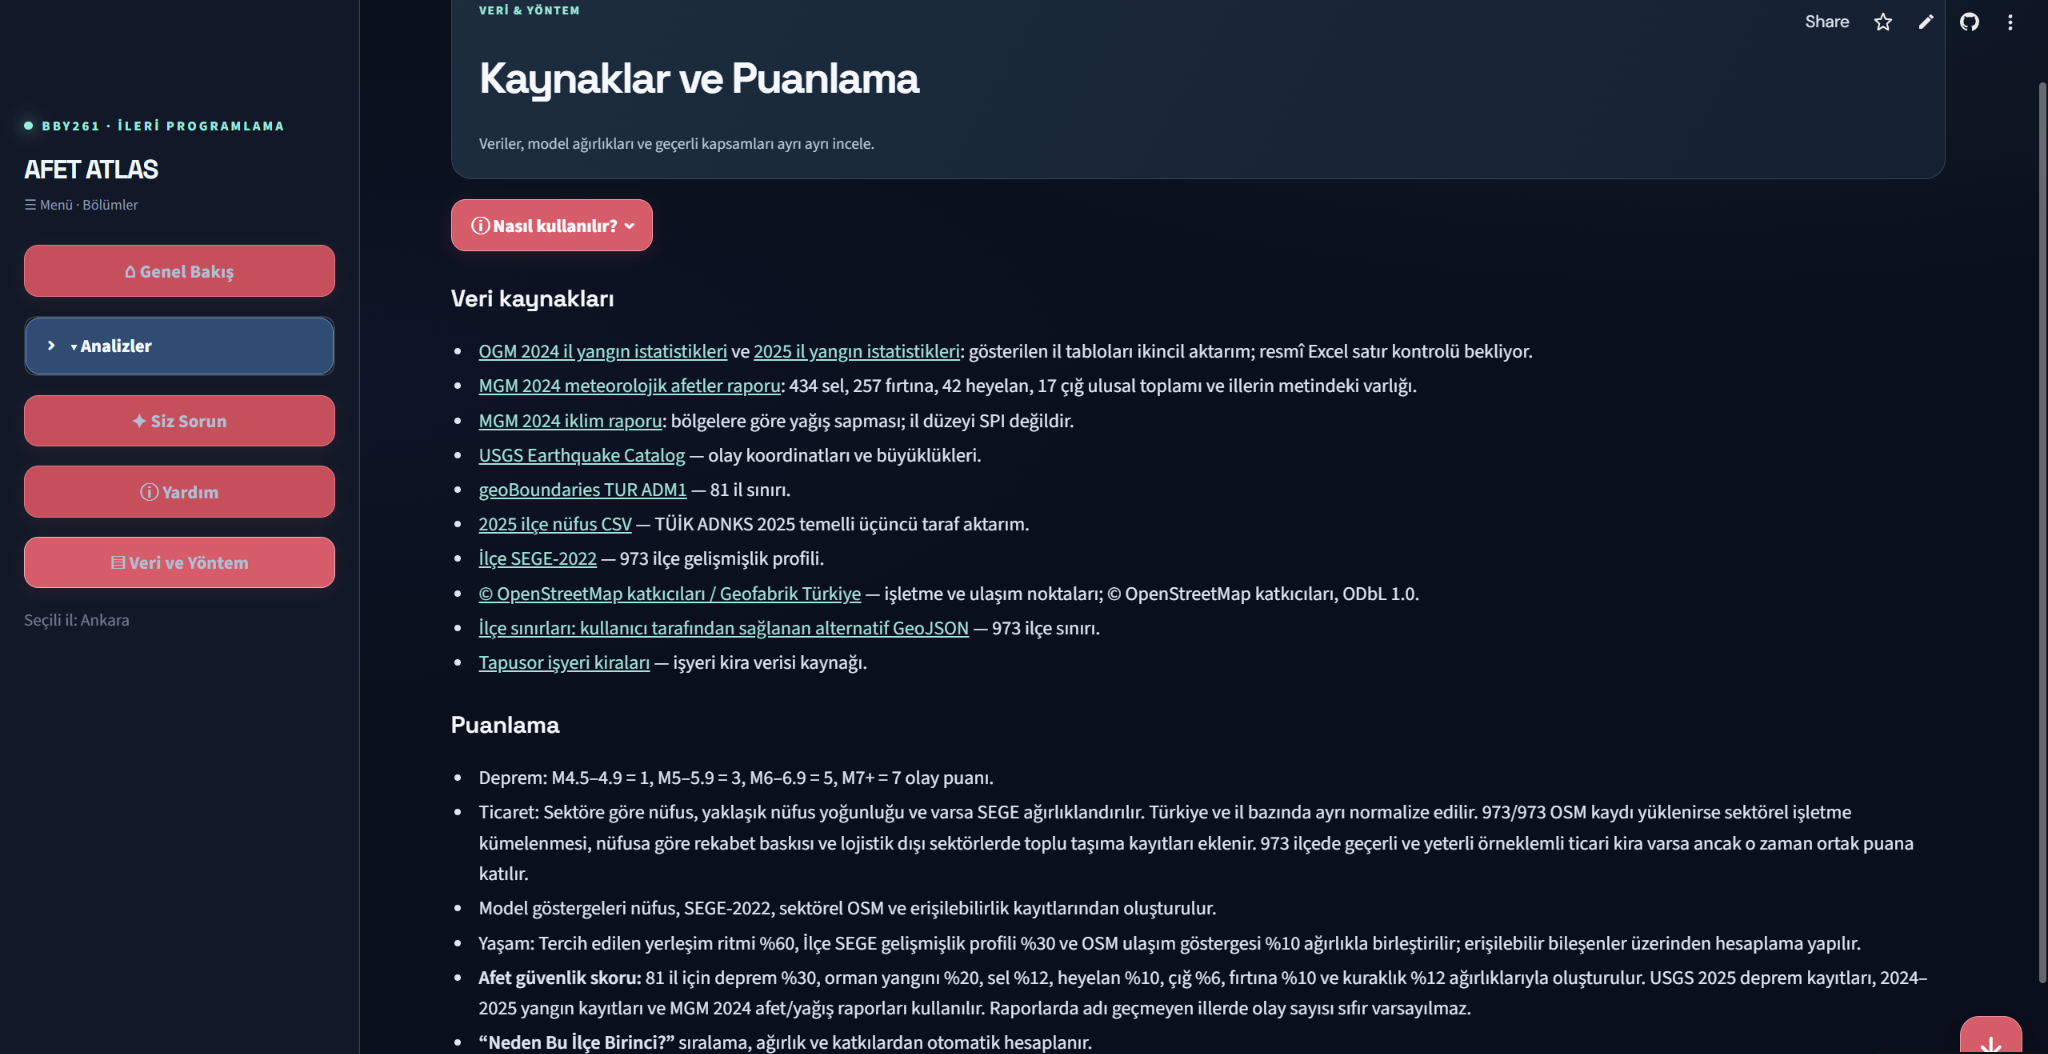 VERİ & YÖNTEM
Share
Kaynaklar ve Puanlama
Veriler, model ağırlıkları ve geçerli kapsamları ayrı ayrı incele.
BBY261 · İLERİ PROGRAMLAMA
AFET ATLAS
☰ Menü · Bölümler
⌂ Genel Bakış
▾ Analizler
✦ Siz Sorun
ⓘ Yardım
▤ Veri ve Yöntem
Seçili il: Ankara
ⓘ Nasıl kullanılır?
Veri kaynakları
• OGM 2024 il yangın istatistikleri ve 2025 il yangın istatistikleri: gösterilen il tabloları ikincil aktarım; resmî Excel satır kontrolü bekliyor.
• MGM 2024 meteorolojik afetler raporu: 434 sel, 257 fırtına, 42 heyelan, 17 çığ ulusal toplamı ve illerin metindeki varlığı.
• MGM 2024 iklim raporu: bölgelere göre yağış sapması; il düzeyi SPI değildir.
• USGS Earthquake Catalog — olay koordinatları ve büyüklükleri.
• geoBoundaries TUR ADM1 — 81 il sınırı.
• 2025 ilçe nüfus CSV — TÜİK ADNKS 2025 temelli üçüncü taraf aktarım.
• İlçe SEGE-2022 — 973 ilçe gelişmişlik profili.
• © OpenStreetMap katkıcıları / Geofabrik Türkiye — işletme ve ulaşım noktaları; © OpenStreetMap katkıcıları, ODbL 1.0.
• İlçe sınırları: kullanıcı tarafından sağlanan alternatif GeoJSON — 973 ilçe sınırı.
• Tapusor işyeri kiraları — işyeri kira verisi kaynağı.
Puanlama
• Deprem: M4.5–4.9 = 1, M5–5.9 = 3, M6–6.9 = 5, M7+ = 7 olay puanı.
• Ticaret: Sektöre göre nüfus, yaklaşık nüfus yoğunluğu ve varsa SEGE ağırlıklandırılır. Türkiye ve il bazında ayrı normalize edilir. 973/973 OSM kaydı yüklenirse sektörel işletme
kümelenmesi, nüfusa göre rekabet baskısı ve lojistik dışı sektörlerde toplu taşıma kayıtları eklenir. 973 ilçede geçerli ve yeterli örneklemli ticari kira varsa ancak o zaman ortak puana
katılır.
• Model göstergeleri nüfus, SEGE-2022, sektörel OSM ve erişilebilirlik kayıtlarından oluşturulur.
• Yaşam: Tercih edilen yerleşim ritmi %60, İlçe SEGE gelişmişlik profili %30 ve OSM ulaşım göstergesi %10 ağırlıkla birleştirilir; erişilebilir bileşenler üzerinden hesaplama yapılır.
• Afet güvenlik skoru: 81 il için deprem %30, orman yangını %20, sel %12, heyelan %10, çığ %6, fırtına %10 ve kuraklık %12 ağırlıklarıyla oluşturulur. USGS 2025 deprem kayıtları, 2024–
2025 yangın kayıtları ve MGM 2024 afet/yağış raporları kullanılır. Raporlarda adı geçmeyen illerde olay sayısı sıfır varsayılmaz.
• “Neden Bu İlçe Birinci?” sıralama, ağırlık ve katkılardan otomatik hesaplanır.